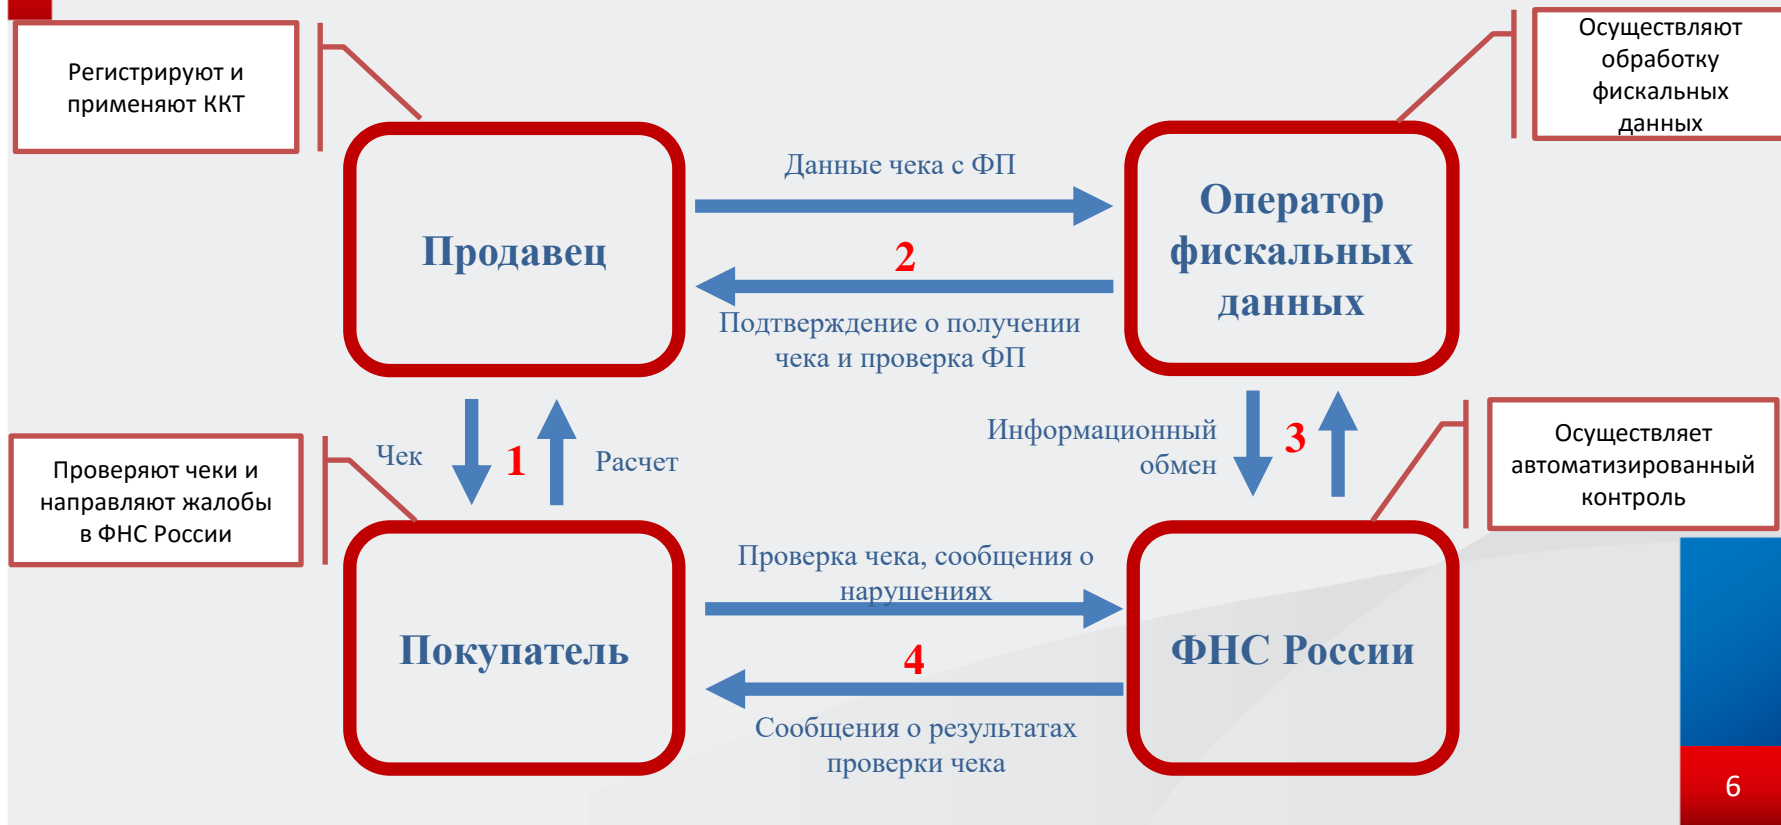 Регистрируют и
применяют ККТ
Осуществляют
обработку
фискальных
данных
Данные чека с ФП
Продавец
2
Оператор
фискальных
данных
Подтверждение о получении
чека и проверка ФП
Проверяют чеки и
направляют жалобы
в ФНС России
Чек
1
Расчет
Информационный
обмен
3
Осуществляет
автоматизированный
контроль
Проверка чека, сообщения о
нарушениях
Покупатель
4
ФНС России
Сообщения о результатах
проверки чека
6